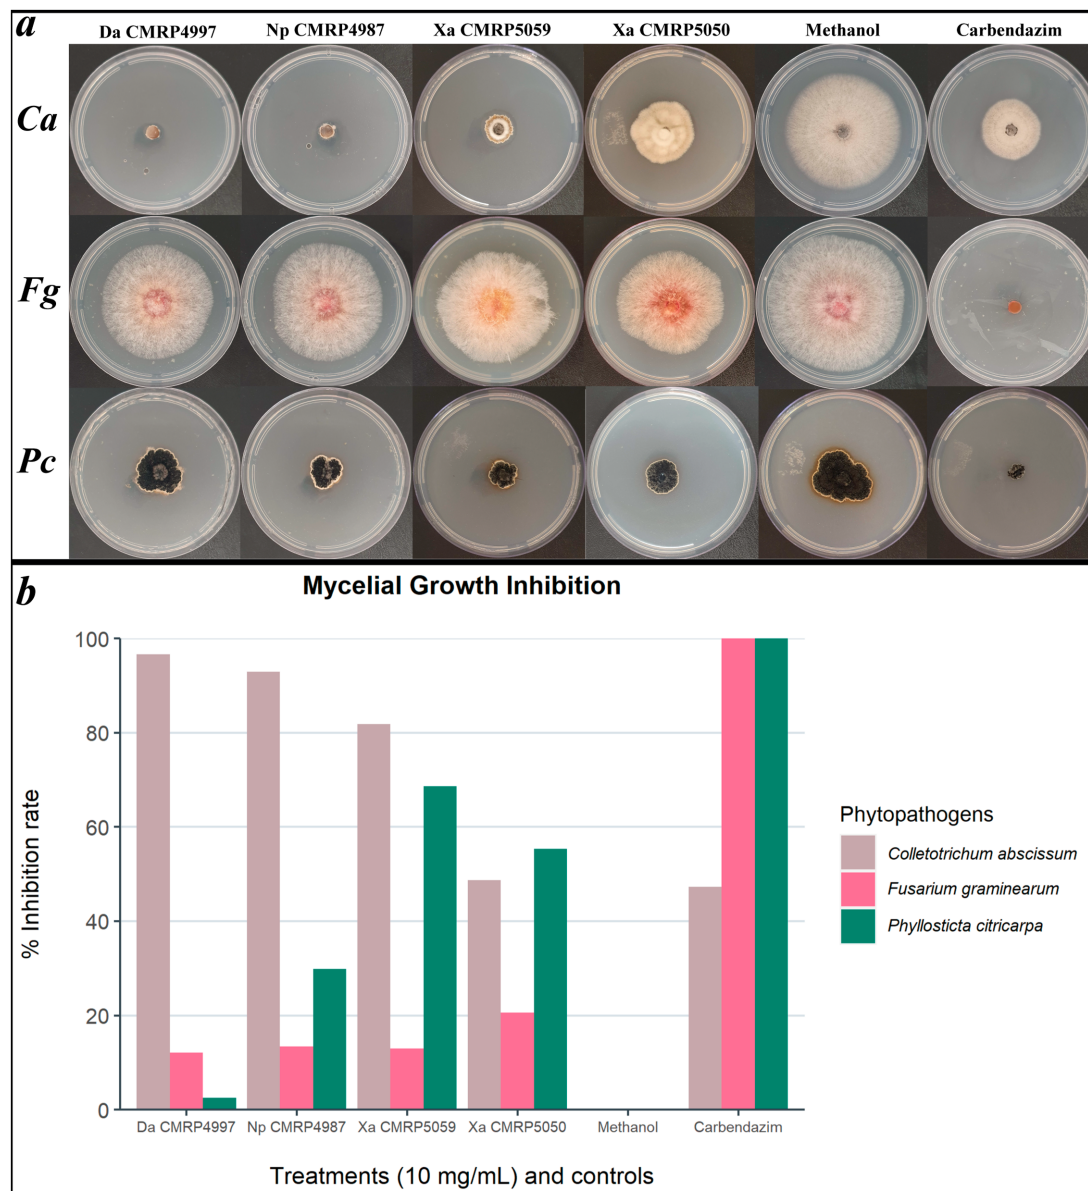 a
Da CMRP4997 Np CMRP4987 Xa CMRP5059 Xa CMRP5050 Methanol Carbendazim
Ca
Fg
Pc
b
Mycelial Growth Inhibition
% Inhibition rate
100
80
60
40
20
0
Da CMRP4997 Np CMRP4987 Xa CMRP5059 Xa CMRP5050 Methanol Carbendazim
Treatments (10 mg/mL) and controls
Phytopathogens
Colletotrichum abscissum
Fusarium graminearum
Phyllosticta citricarpa